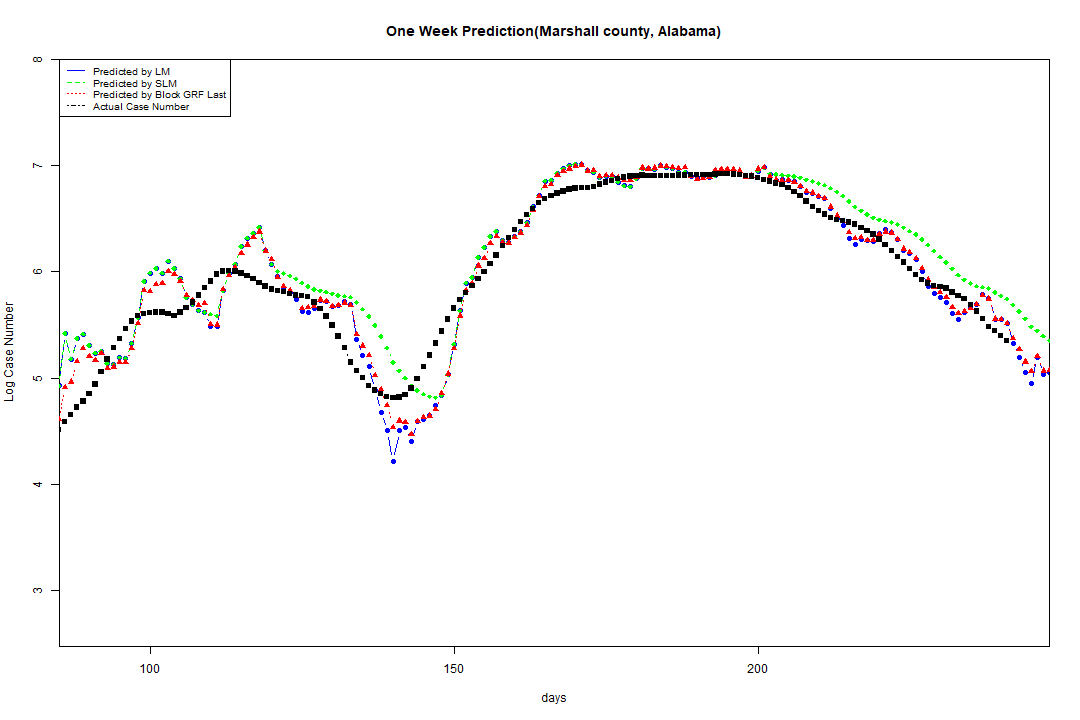 One Week Prediction(Marshall county, Alabama)
Predicted by LM
Predicted by SLM
Predicted by Block GRF Last
Actual Case Number
8
7
6
5
4
3
Log Case Number
100 150 200
days